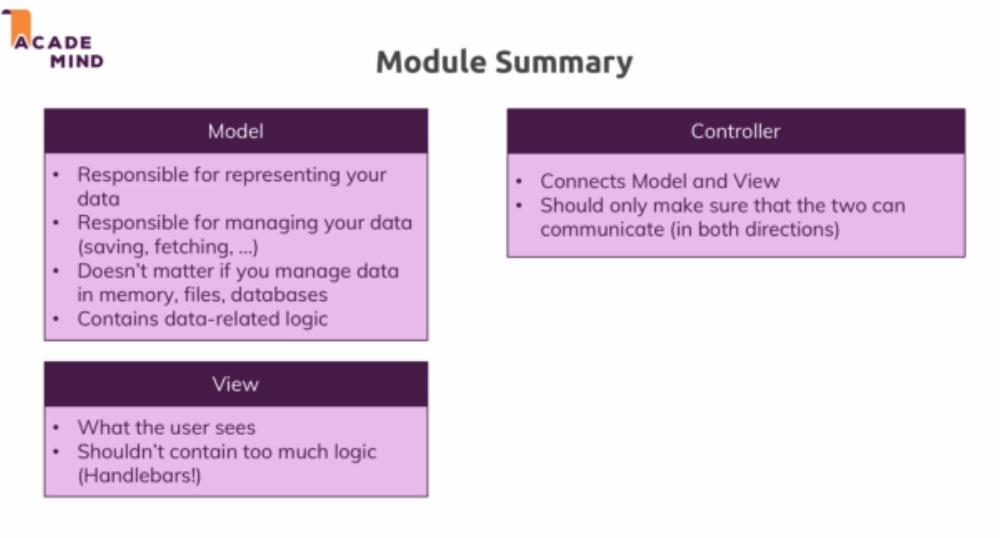 ACADE
MIND
Module Summary
Model
• Responsible for representing your
data
• Responsible for managing your data
(saving, fetching, ...)
• Doesn't matter if you manage data
in memory, files, databases
• Contains data-related logic
View
• What the user sees
• Shouldn't contain too much logic
(Handlebars!)
Controller
• Connects Model and View
• Should only make sure that the two can
communicate (in both directions)